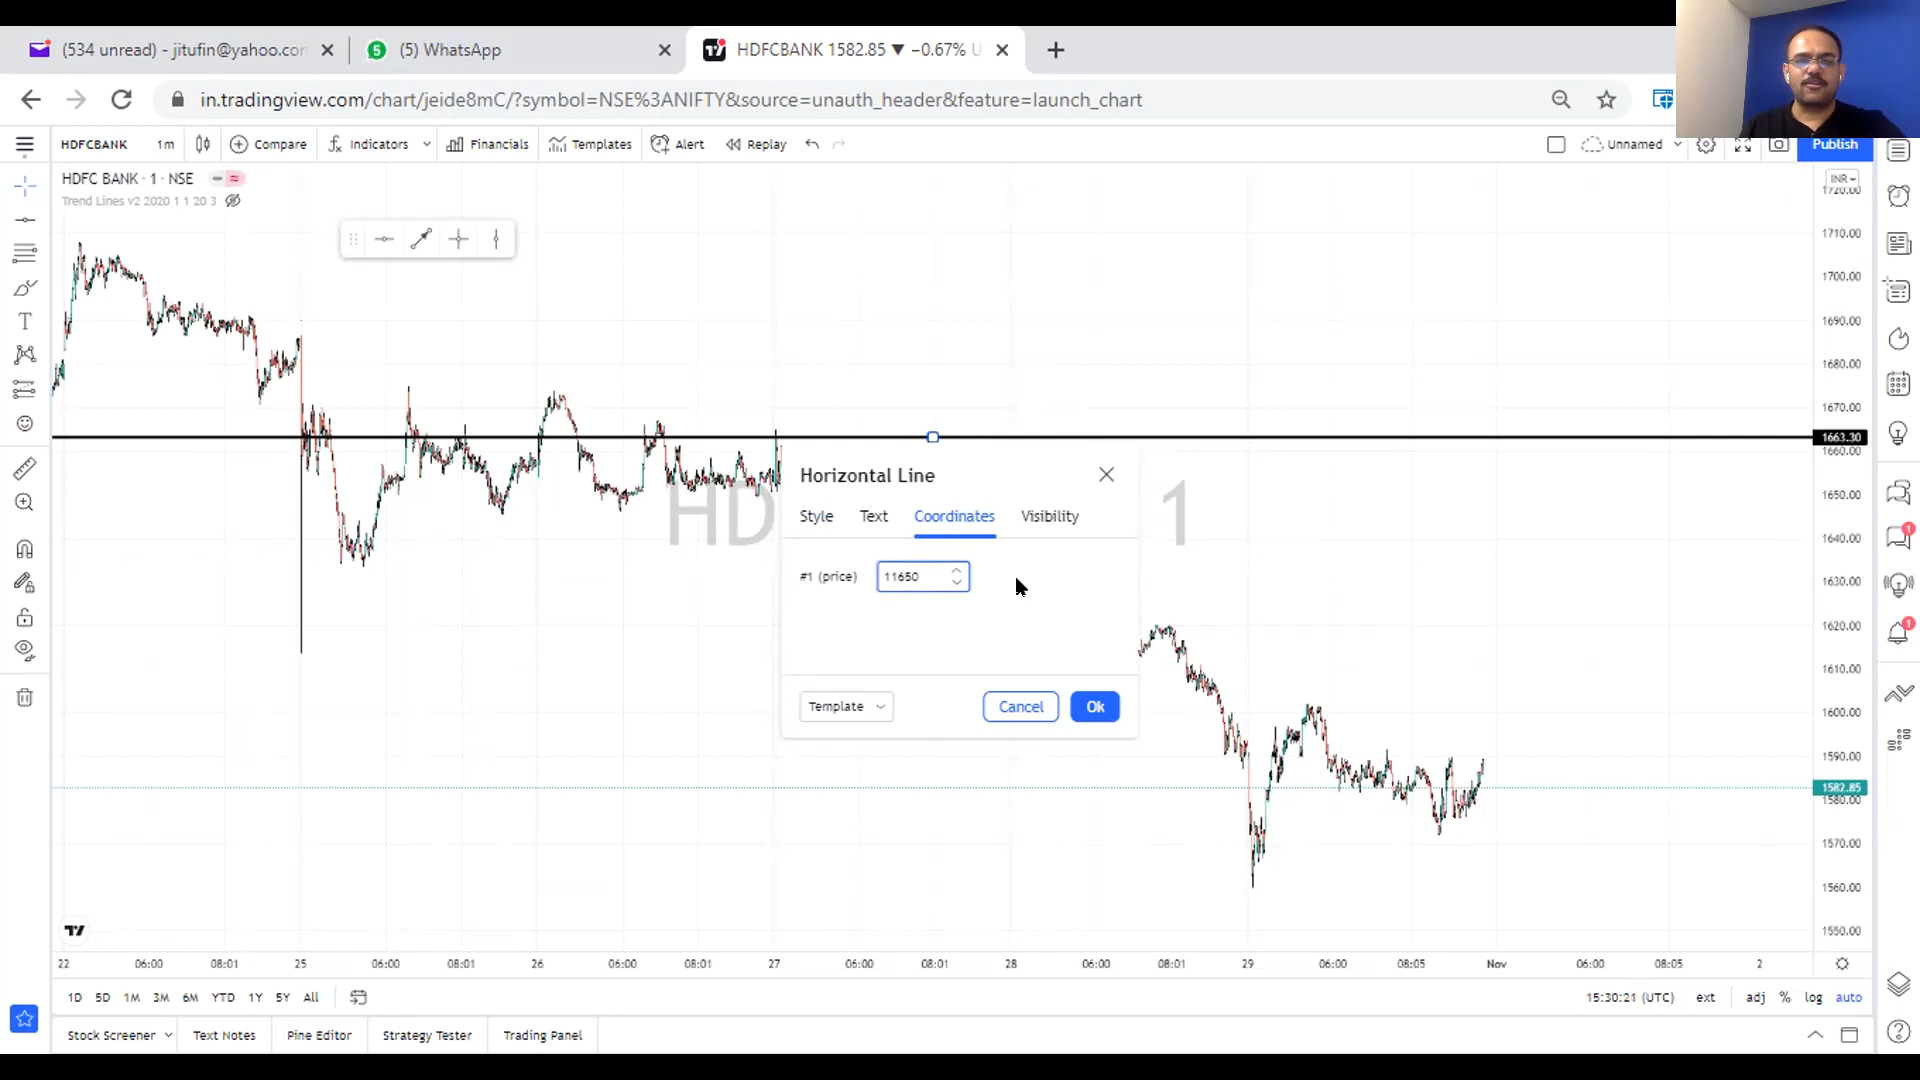 (534 unread) - jitufin@yahoo.con
5 (5) WhatsApp
HDFCBANK 1582.85 ▼ −0.67% U
in.tradingview.com/chart/jeide8mC/?symbol=NSE%3ANIFTY&source=unauth_header&feature=launch_chart
HDFCBANK 1m Compare Indicators Financials Templates Alert Replay Unnamed Publish
HDFC BANK · 1 · NSE
Trend Lines v2 2020 1 1 20 3
INR
1720.00
1710.00
1700.00
1690.00
1680.00
1670.00
1663.30
1660.00
1650.00
1640.00
1630.00
1620.00
1610.00
1600.00
1590.00
1582.85
1580.00
1570.00
1560.00
1550.00
HD 1
Horizontal Line
Style Text Coordinates Visibility
#1 (price) 11650
Template Cancel Ok
1
1
22 06:00 08:01 25 06:00 08:01 26 06:00 08:01 27 06:00 08:01 28 06:00 08:01 29 06:00 08:05 Nov 06:00 08:05 2
1D 5D 1M 3M 6M YTD 1Y 5Y All 15:30:21 (UTC) ext adj % log auto
Stock Screener Text Notes Pine Editor Strategy Tester Trading Panel